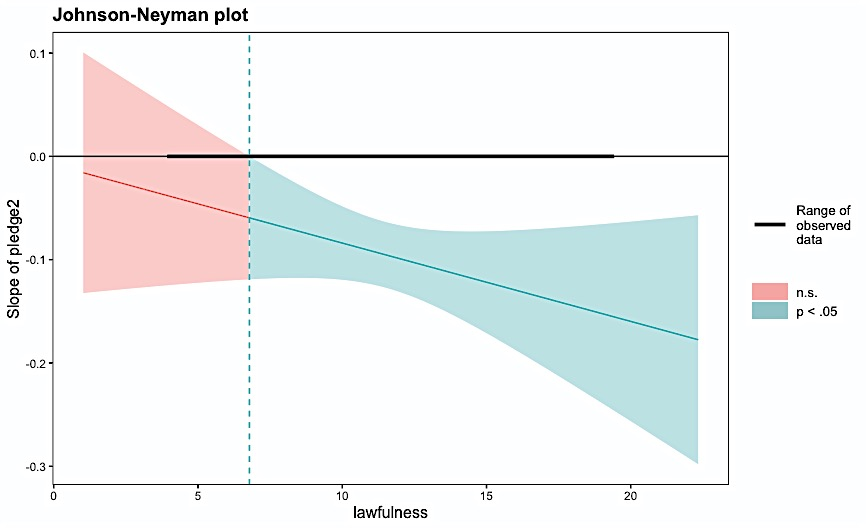 Johnson-Neyman plot
0.1
0.0
-0.1
-0.2
-0.3
Slope of pledge2
0
5
10
15
20
lawfulness
Range of
observed
data
n.s.
p < .05